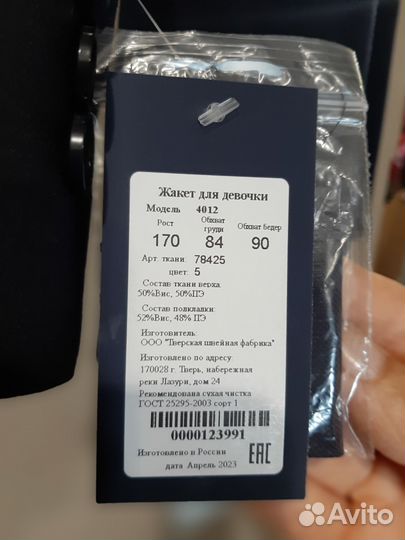 Жакет для девочки
Модель 4012
Рост Обхват груди Обхват бедер
170 84 90
Арт. ткани: 78425
цвет: 5
Состав ткани верха:
50%Вис, 50%ПЭ
Состав подкладки:
52%Вис, 48% ПЭ
Изготовитель:
ООО "Тверская швейная фабрика"
Изготовлено по адресу:
170028 г. Тверь, набережная
реки Лазури, дом 24
Рекомендована сухая чистка
ГОСТ 25295-2003 сорт 1
0000123991
Изготовлено в России
дата Апрель 2023
EAC
Avito